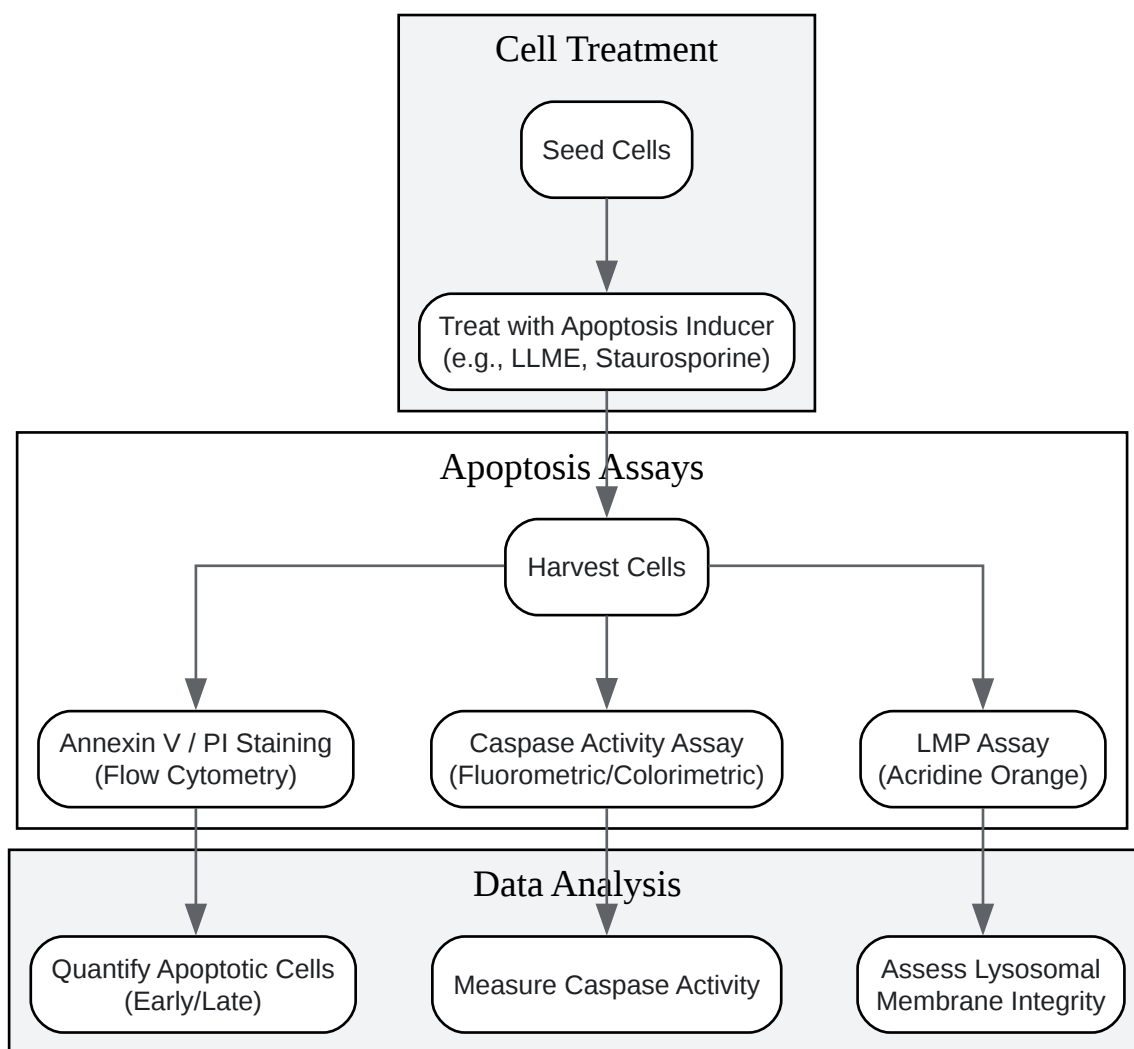 Cell Treatment
Seed Cells
Treat with Apoptosis Inducer
(e.g., LLME, Staurosporine)
Apoptosis Assays
Harvest Cells
Annexin V / PI Staining
(Flow Cytometry)
Caspase Activity Assay
(Fluorometric/Colorimetric)
LMP Assay
(Acridine Orange)
Data Analysis
Quantify Apoptotic Cells
(Early/Late)
Measure Caspase Activity
Assess Lysosomal
Membrane Integrity